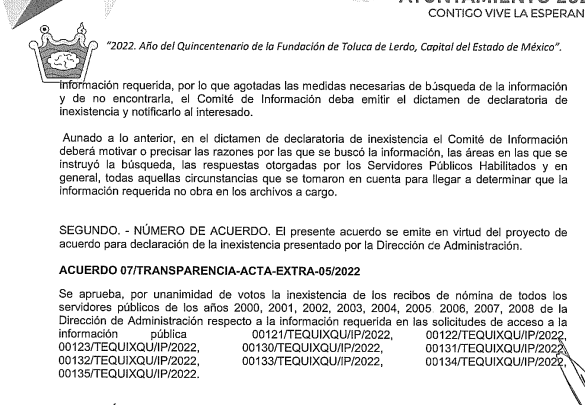 CONTIGO VIVE LA ESPERAN
"2022. Año del Quincentenario de la Fundación de Toluca de Lerdo, Capital del Estado de México".
información requerida, por lo que agotadas las medidas necesarias de búsqueda de la información
y de no encontrarla, el Comité de Información deba emitir el dictamen de declaratoria de
inexistencia y notificarlo al interesado.
Aunado a lo anterior, en el dictamen de declaratoria de inexistencia el Comité de Información
deberá motivar o precisar las razones por las que se buscó la información, las áreas en las que se
instruyó la búsqueda, las respuestas otorgadas por los Servidores Públicos Habilitados y en
general, todas aquellas circunstancias que se tomaron en cuenta para llegar a determinar que la
información requerida no obra en los archivos a cargo.
SEGUNDO. - NÚMERO DE ACUERDO. El presente acuerdo se emite en virtud del proyecto de
acuerdo para declaración de la inexistencia presentado por la Dirección de Administración.
ACUERDO 07/TRANSPARENCIA-ACTA-EXTRA-05/2022
Se aprueba, por unanimidad de votos la inexistencia de los recibos de nómina de todos los
servidores públicos de los años 2000, 2001, 2002, 2003, 2004, 2005 2006, 2007, 2008 de la
Dirección de Administración respecto a la información requerida en las solicitudes de acceso a la
información pública 00121/TEQUIXQU/IP/2022, 00122/TEQUIXQU/IP/2022,
00123/TEQUIXQU/IP/2022, 00130/TEQUIXQU/IP/2022, 00131/TEQUIXQU/IP/2022,
00132/TEQUIXQU/IP/2022, 00133/TEQUIXQU/IP/2022, 00134/TEQUIXQU/IP/2022,
00135/TEQUIXQU/IP/2022.